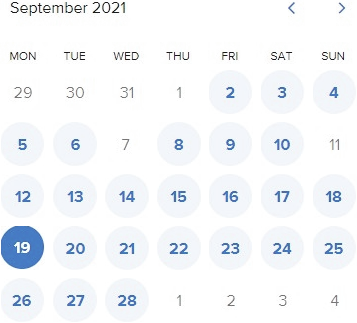 September 2021
MON TUE WED THU FRI SAT SUN
29 30 31 1 2 3 4
5 6 7 8 9 10 11
12 13 14 15 16 17 18
19 20 21 22 23 24 25
26 27 28 1 2 3 4